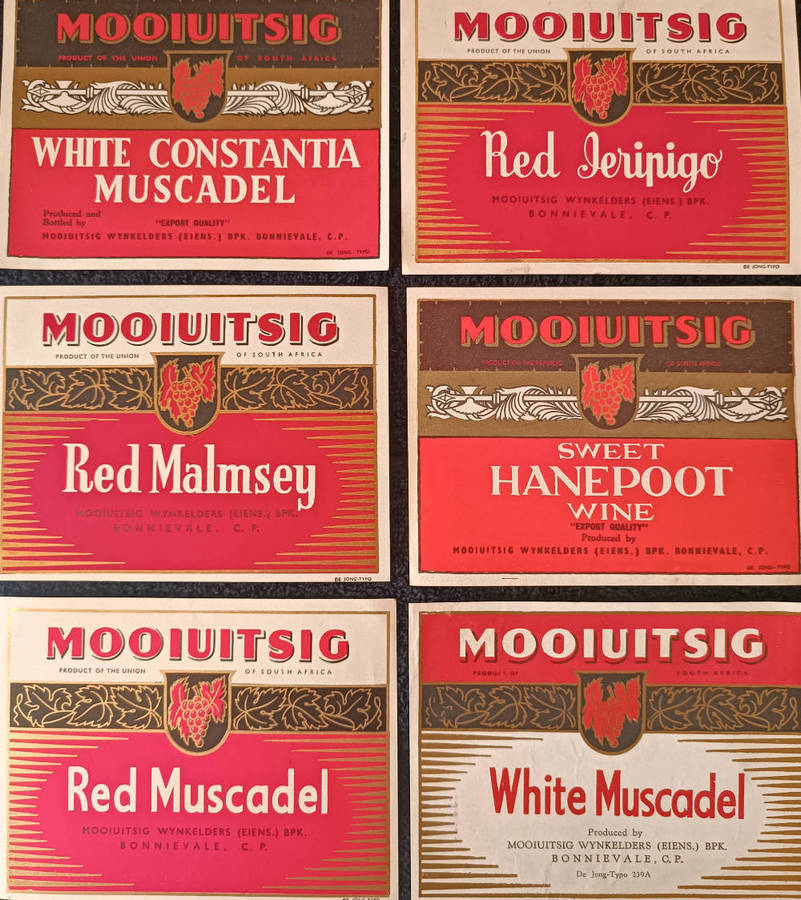 MOOIUITSIG
PRODUCT OF THE UNION OF SOUTH AFRICA
WHITE CONSTANTIA
MUSCADEL
Produced and
Bottled by "EXPORT QUALITY"
MOOIUITSIG WYNKELDERS (EIENS.) BPK. BONNIEVALE, C.P.
DE JONG-TYPO
MOOIUITSIG
PRODUCT OF THE UNION OF SOUTH AFRICA
Red Jeripigo
MOOIUITSIG WYNKELDERS (EIENS.) BPK.
BONNIEVALE, C. P.
DE JONG-TYPO
MOOIUITSIG
PRODUCT OF THE UNION OF SOUTH AFRICA
Red Malmsey
MOOIUITSIG WYNKELDERS (EIENS.) BPK.
BONNIEVALE, C. P.
DE JONG-TYPO
MOOIUITSIG
PRODUCT OF THE REPUBLIC OF SOUTH AFRICA
SWEET
HANEPOOT
WINE
"EXPORT QUALITY"
Produced by
MOOIUITSIG WYNKELDERS (EIENS.) BPK. BONNIEVALE, C.P.
DE JONG-TYPO
MOOIUITSIG
PRODUCT OF THE UNION OF SOUTH AFRICA
Red Muscadel
MOOIUITSIG WYNKELDERS (EIENS.) BPK.
BONNIEVALE, C. P.
DE JONG-TYPO
MOOIUITSIG
PRODUCT OF SOUTH AFRICA
White Muscadel
Produced by
MOOIUITSIG WYNKELDERS (EIENS.) BPK.
BONNIEVALE, C.P.
De Jong-Typo 239A